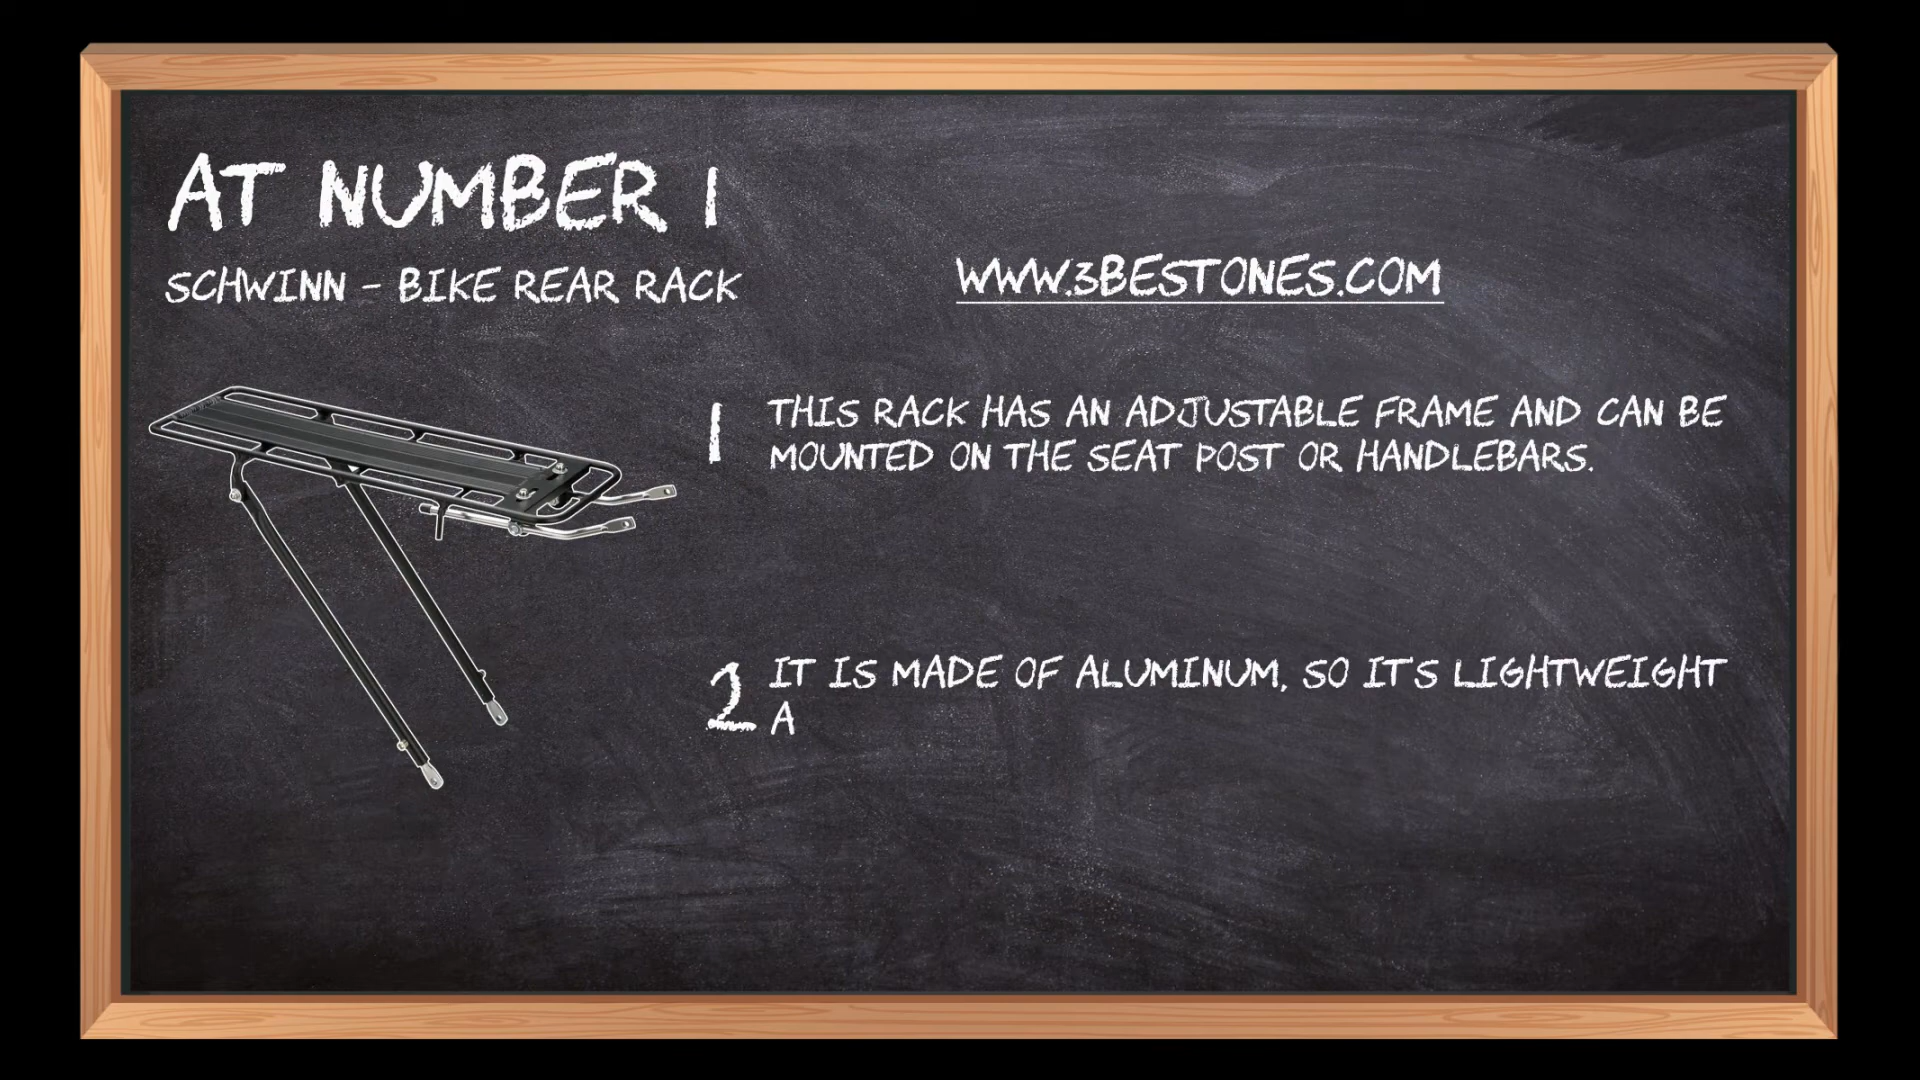 AT NUMBER 1
SCHWINN - BIKE REAR RACK
WWW.3BESTONES.COM
1 THIS RACK HAS AN ADJUSTABLE FRAME AND CAN BE
MOUNTED ON THE SEAT POST OR HANDLEBARS.
2 IT IS MADE OF ALUMINUM, SO IT'S LIGHTWEIGHT
A